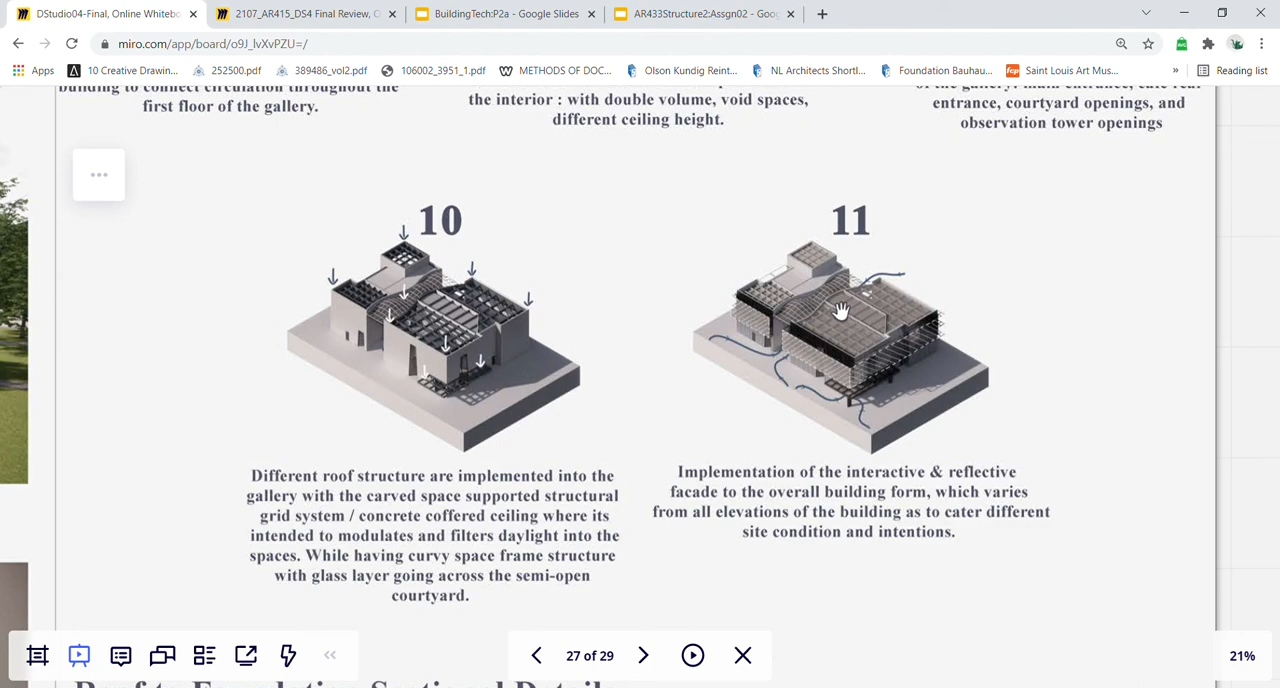 DStudio04-Final, Online Whitebo
2107_AR415_DS4 Final Review, O
BuildingTech:P2a - Google Slides
AR433Structure2:Assgn02 - Goog
miro.com/app/board/o9J_lvXvPZU=/
Apps
10 Creative Drawin...
252500.pdf
389486_vol2.pdf
106002_3951_1.pdf
METHODS OF DOC...
Olson Kundig Reint...
NL Architects Shortl...
Foundation Bauhau...
fcp
Saint Louis Art Mus...
»
Reading list
building to connect circulation throughout the
first floor of the gallery.
the interior : with double volume, void spaces,
different ceiling height.
entrance, courtyard openings, and
observation tower openings
10
11
Different roof structure are implemented into the
gallery with the carved space supported structural
grid system / concrete coffered ceiling where its
intended to modulates and filters daylight into the
spaces. While having curvy space frame structure
with glass layer going across the semi-open
courtyard.
Implementation of the interactive & reflective
facade to the overall building form, which varies
from all elevations of the building as to cater different
site condition and intentions.
27 of 29
21%
Roof to Foundation Sectional Details